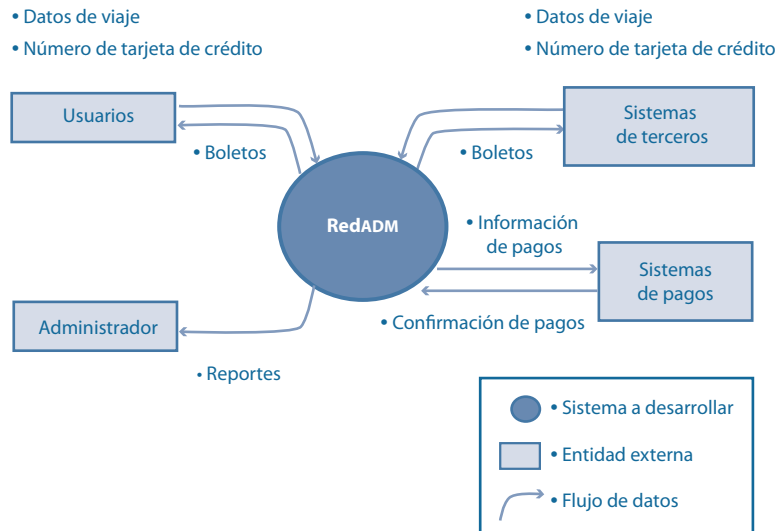 • Datos de viaje
• Número de tarjeta de crédito
• Datos de viaje
• Número de tarjeta de crédito
Usuarios
Sistemas
de terceros
• Boletos
• Boletos
RedADM
• Información
de pagos
Sistemas
de pagos
Administrador
• Confirmación de pagos
• Reportes
• Sistema a desarrollar
• Entidad externa
• Flujo de datos